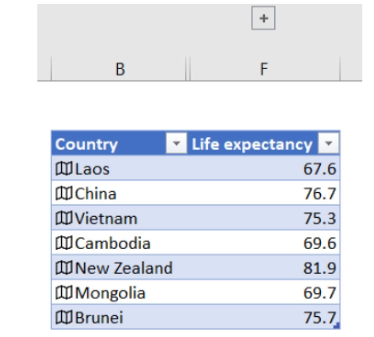 +
B F
Country Life expectancy
Laos 67.6
China 76.7
Vietnam 75.3
Cambodia 69.6
New Zealand 81.9
Mongolia 69.7
Brunei 75.7